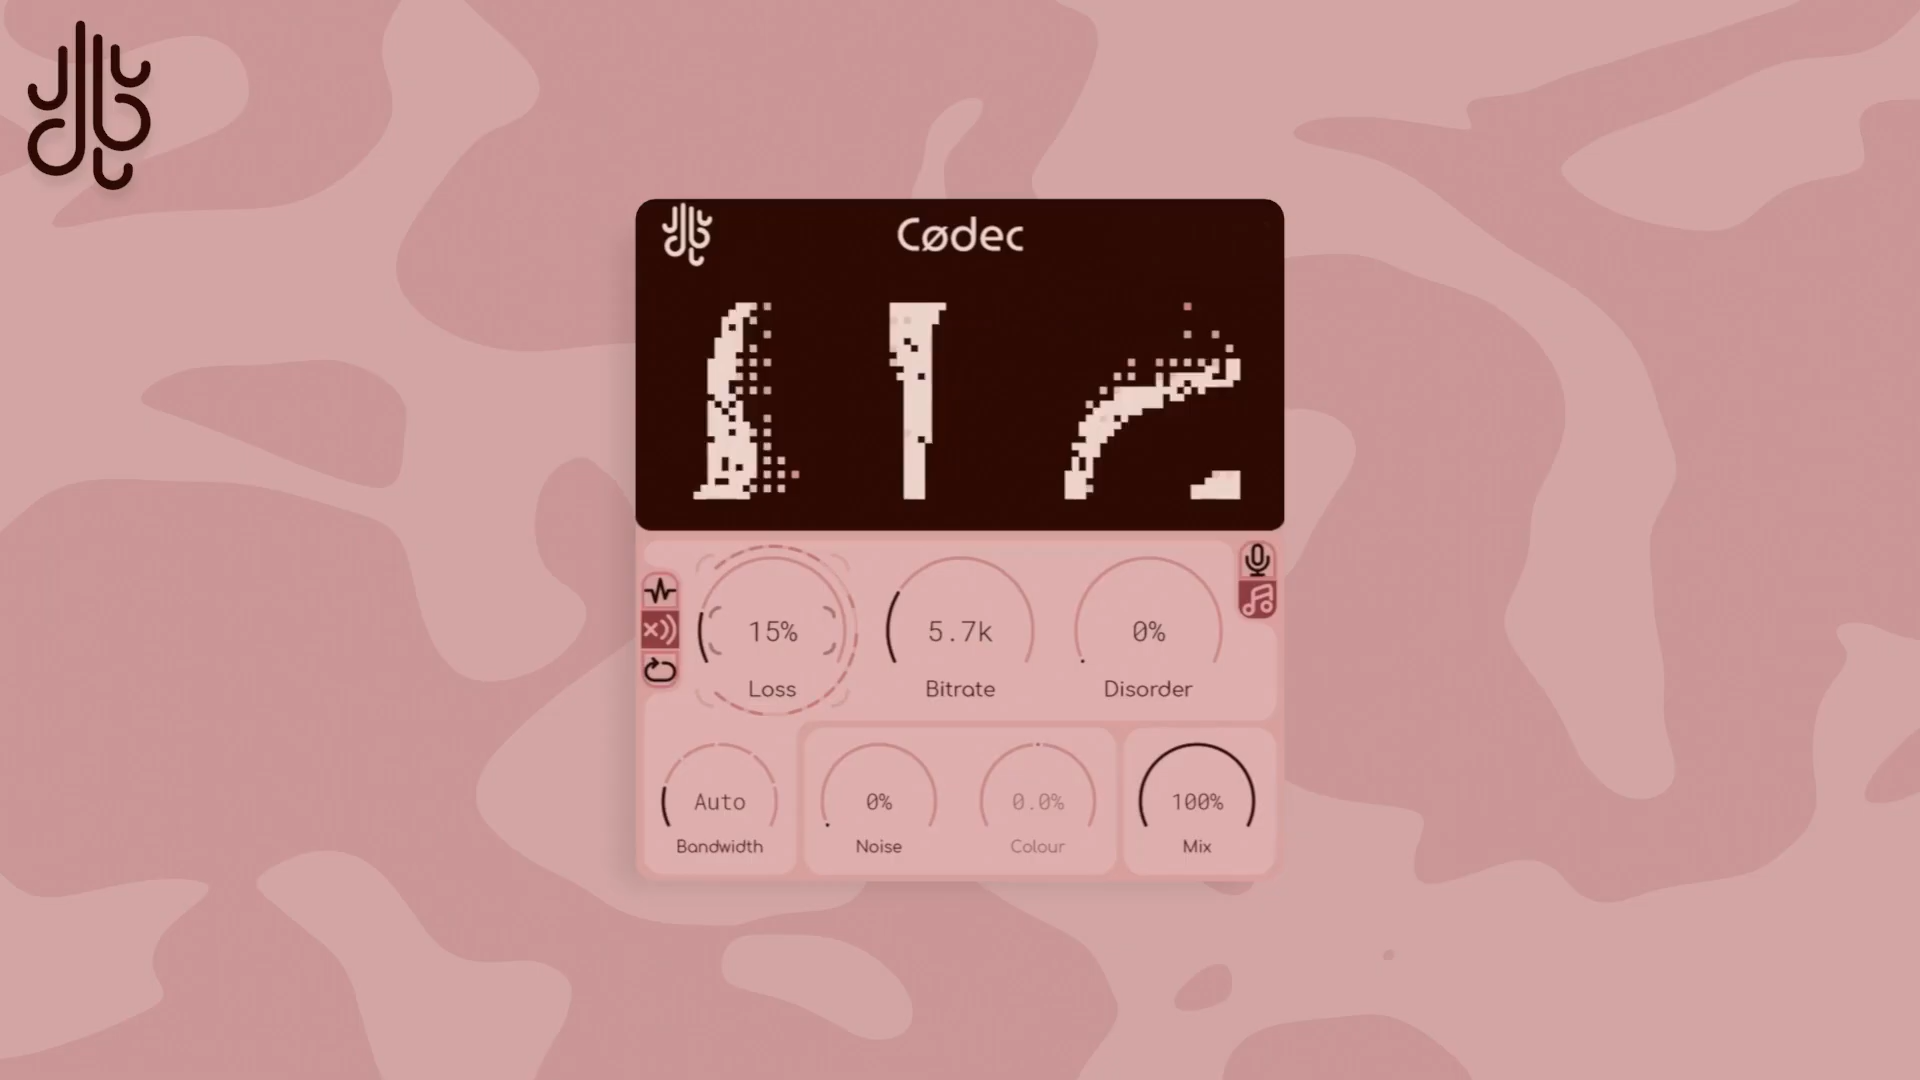 Cødec
15%
Loss
5.7k
Bitrate
0%
Disorder
Auto
Bandwidth
0%
Noise
0.0%
Colour
100%
Mix